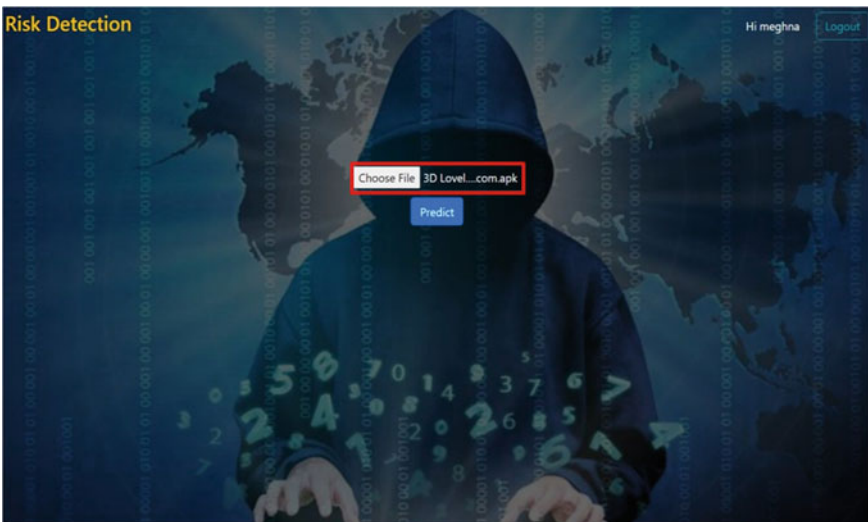 Risk Detection
Hi meghna
Logout
Choose File 3D Lovel....com.apk
Predict